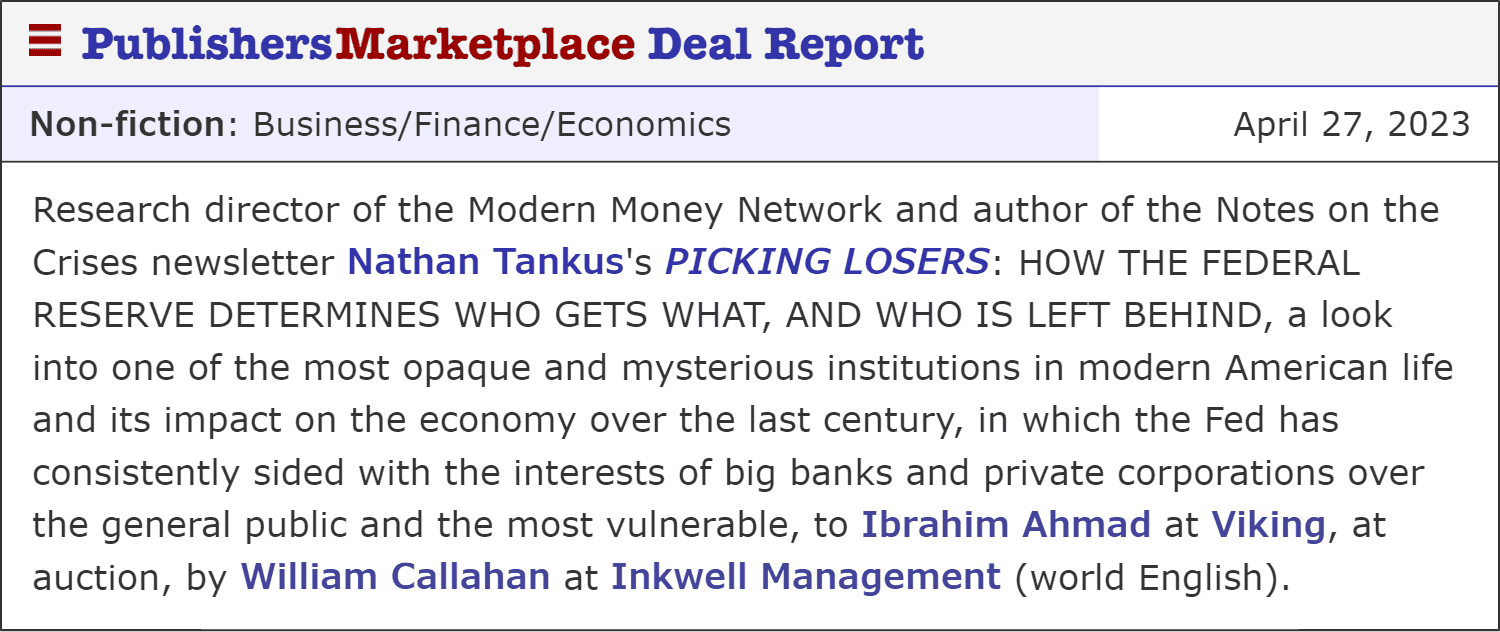 PublishersMarketplace Deal Report
Non-fiction: Business/Finance/Economics April 27, 2023
Research director of the Modern Money Network and author of the Notes on the
Crises newsletter Nathan Tankus's PICKING LOSERS: HOW THE FEDERAL
RESERVE DETERMINES WHO GETS WHAT, AND WHO IS LEFT BEHIND, a look
into one of the most opaque and mysterious institutions in modern American life
and its impact on the economy over the last century, in which the Fed has
consistently sided with the interests of big banks and private corporations over
the general public and the most vulnerable, to Ibrahim Ahmad at Viking, at
auction, by William Callahan at Inkwell Management (world English).